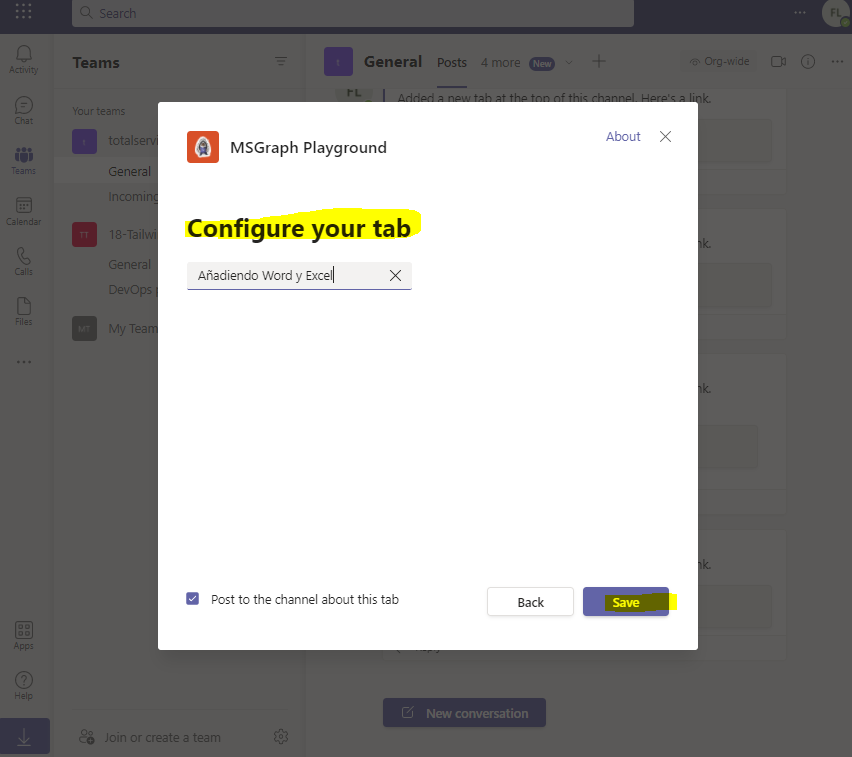 Search
FL
Activity
Chat
Teams
Calendar
Calls
Files
Apps
Help
Teams
Your teams
t
totalservi
General
Incoming
TT
18-Tailwi
General
DevOps p
MT
My Team
Join or create a team
t
General
Posts
4 more
New
Org-wide
FL
Added a new tab at the top of this channel. Here's a link.
nk.
nk.
nk.
New conversation
MSGraph Playground
About
Configure your tab
Añadiendo Word y Excel
Post to the channel about this tab
Back
Save